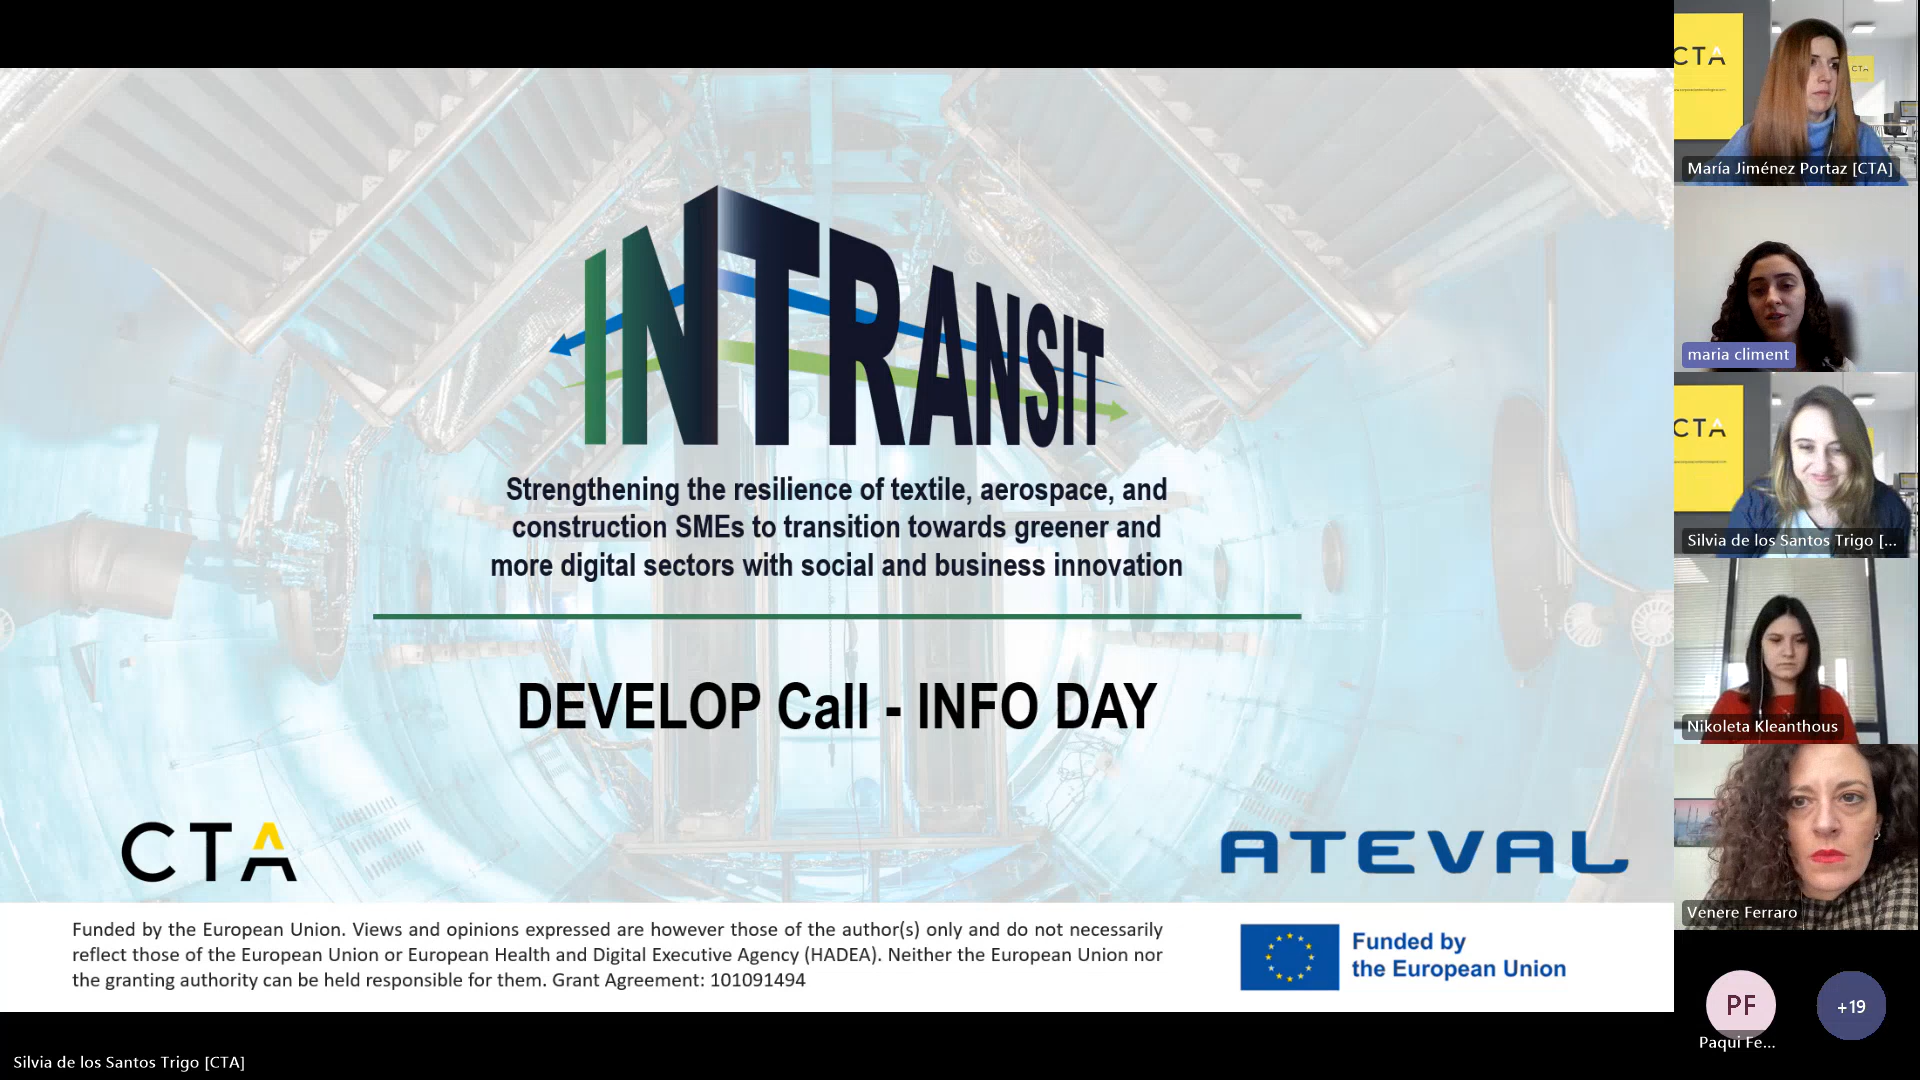 INTRANSIT
Strengthening the resilience of textile, aerospace, and
construction SMEs to transition towards greener and
more digital sectors with social and business innovation
DEVELOP Call - INFO DAY
CTA
ATEVAL
Funded by the European Union. Views and opinions expressed are however those of the author(s) only and do not necessarily
reflect those of the European Union or European Health and Digital Executive Agency (HADEA). Neither the European Union nor
the granting authority can be held responsible for them. Grant Agreement: 101091494
Funded by
the European Union
Silvia de los Santos Trigo [CTA]
CTA
CTA
María Jiménez Portaz [CTA]
maria climent
CTA
Silvia de los Santos Trigo [...
Nikoleta Kleanthous
Venere Ferraro
PF
Paqui Fe...
+19